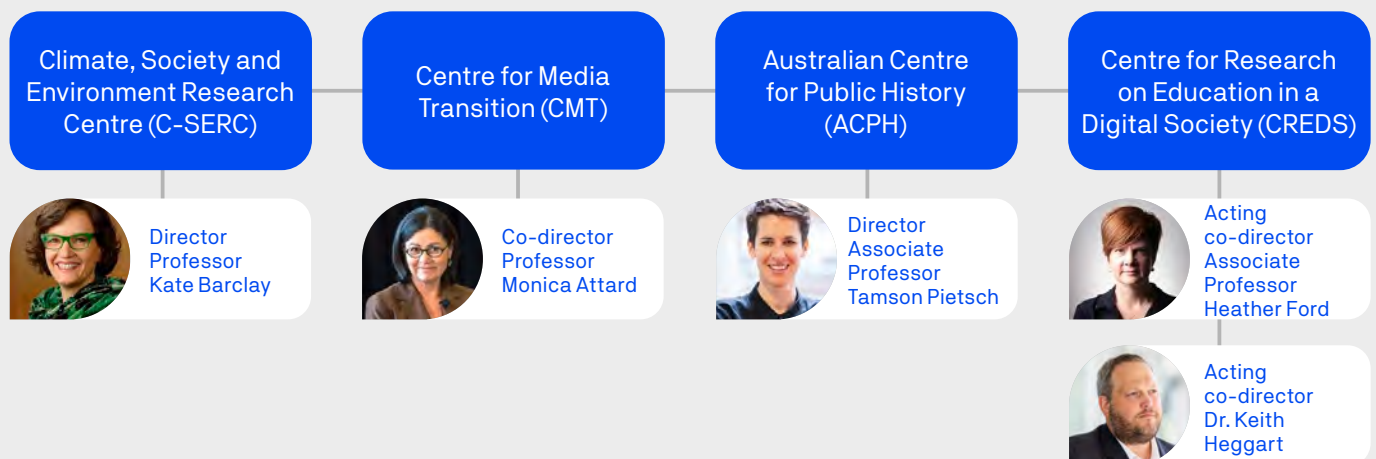 Climate, Society and
Environment Research
Centre (C-SERC)
Director
Professor
Kate Barclay
Centre for Media
Transition (CMT)
Co-director
Professor
Monica Attard
Australian Centre
for Public History
(ACPH)
Director
Associate
Professor
Tamson Pietsch
Centre for Research
on Education in a
Digital Society (CREDS)
Acting
co-director
Associate
Professor
Heather Ford
Acting
co-director
Dr. Keith
Heggart